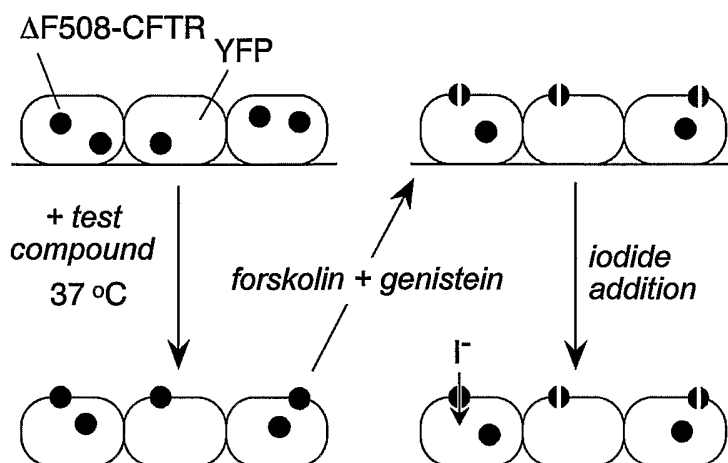 ΔF508-CFTR
YFP
+ test
compound
37 °C
forskolin + genistein
iodide
addition
I⁻